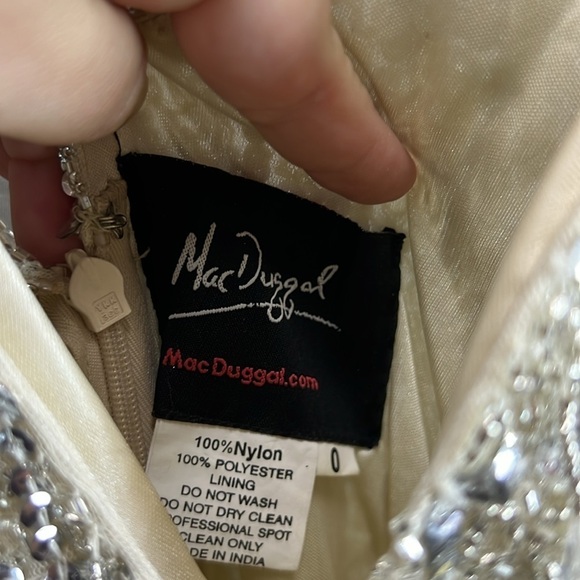 Mac Duggal
MacDuggal.com
100%Nylon
100% POLYESTER
LINING
DO NOT WASH
DO NOT DRY CLEAN
PROFESSIONAL SPOT
CLEAN ONLY
MADE IN INDIA
0